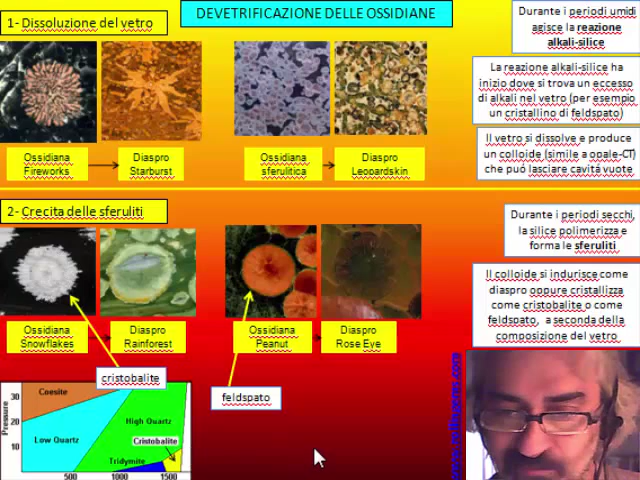 DEVETRIFICAZIONE DELLE OSSIDIANE
1- Dissoluzione del vetro
Ossidiana
Fireworks
Diaspro
Starburst
Ossidiana
sferulitica
Diaspro
Leopardskin
Durante i periodi umidi
agisce la reazione
alkali-silice
La reazione alkali-silice ha
inizio dove si trova un eccesso
di alkali nel vetro (per esempio
un cristallino di feldspato)
Il vetro si dissolve e produce
un colloide (simile a opale-CT)
che può lasciare cavità vuote
2- Crecita delle sferuliti
Ossidiana
Snowflakes
Diaspro
Rainforest
Ossidiana
Peanut
Diaspro
Rose Eye
cristobalite
feldspato
Durante i periodi secchi,
la silice polimerizza e
forma le sferuliti
Il colloide si indurisce come
diaspro oppure cristallizza
come cristobalite o come
feldspato, a seconda della
composizione del vetro
Pressure
30
20
10
Coesite
Low Quartz
High Quartz
Cristobalite
Tridymite
500
1000
1500